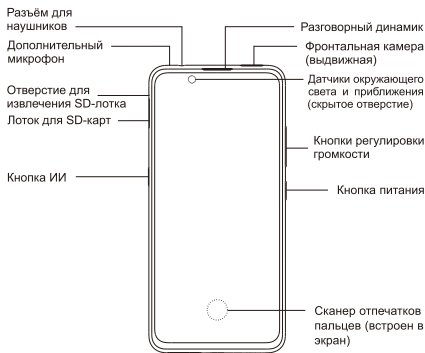 Разъём для
наушников
Дополнительный
микрофон
Отверстие для
извлечения SD-лотка
Лоток для SD-карт
Кнопка ИИ
Разговорный динамик
Фронтальная камера
(выдвижная)
Датчики окружающего
света и приближения
(скрытое отверстие)
Кнопки регулировки
громкости
Кнопка питания
Сканер отпечатков
пальцев (встроен в
экран)